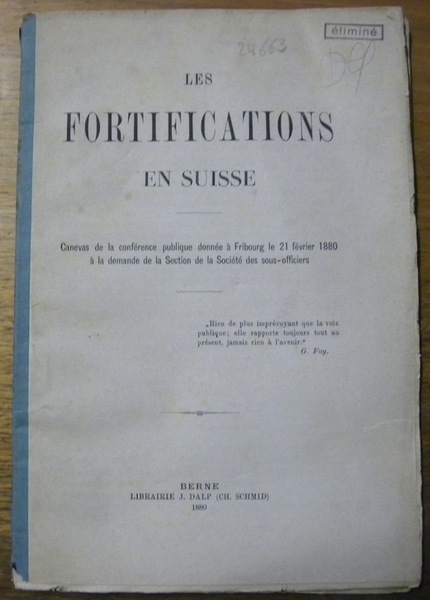 éliminé
24663
LES
FORTIFICATIONS
EN SUISSE
Canevas de la conférence publique donnée à Fribourg le 21 février 1880
à la demande de la Section de la Société des sous-officiers
„Rien de plus imprévoyant que la voix
publique; elle rapporte toujours tout au
présent, jamais rien à l'avenir.“
G. Foy.
BERNE
LIBRAIRIE J. DALP (CH. SCHMID)
1880